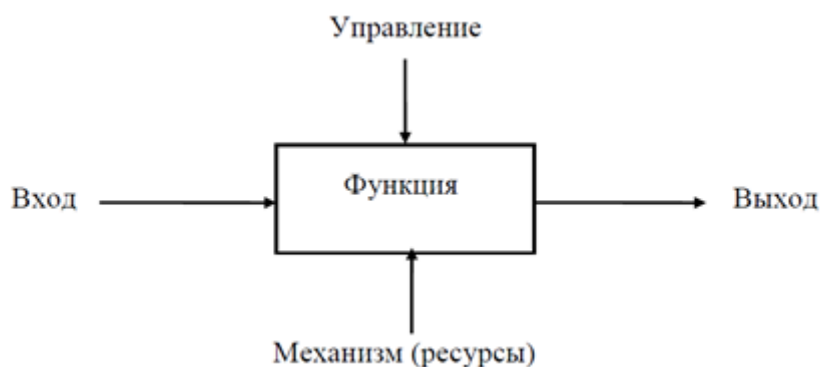 Управление
Функция
Вход
Выход
Механизм (ресурсы)